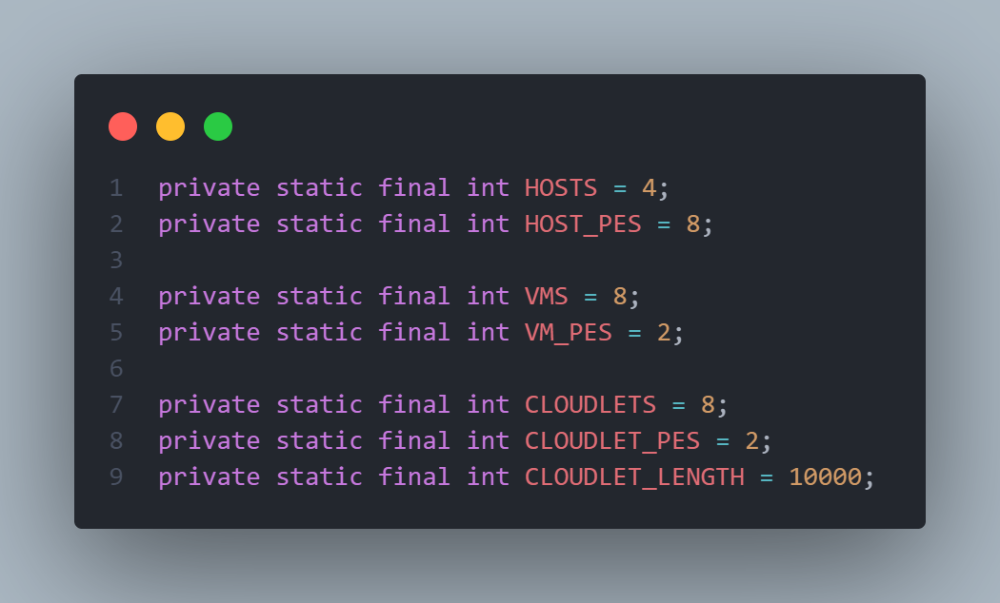 1 private static final int HOSTS = 4;
2 private static final int HOST_PES = 8;
3
4 private static final int VMS = 8;
5 private static final int VM_PES = 2;
6
7 private static final int CLOUDLETS = 8;
8 private static final int CLOUDLET_PES = 2;
9 private static final int CLOUDLET_LENGTH = 10000;